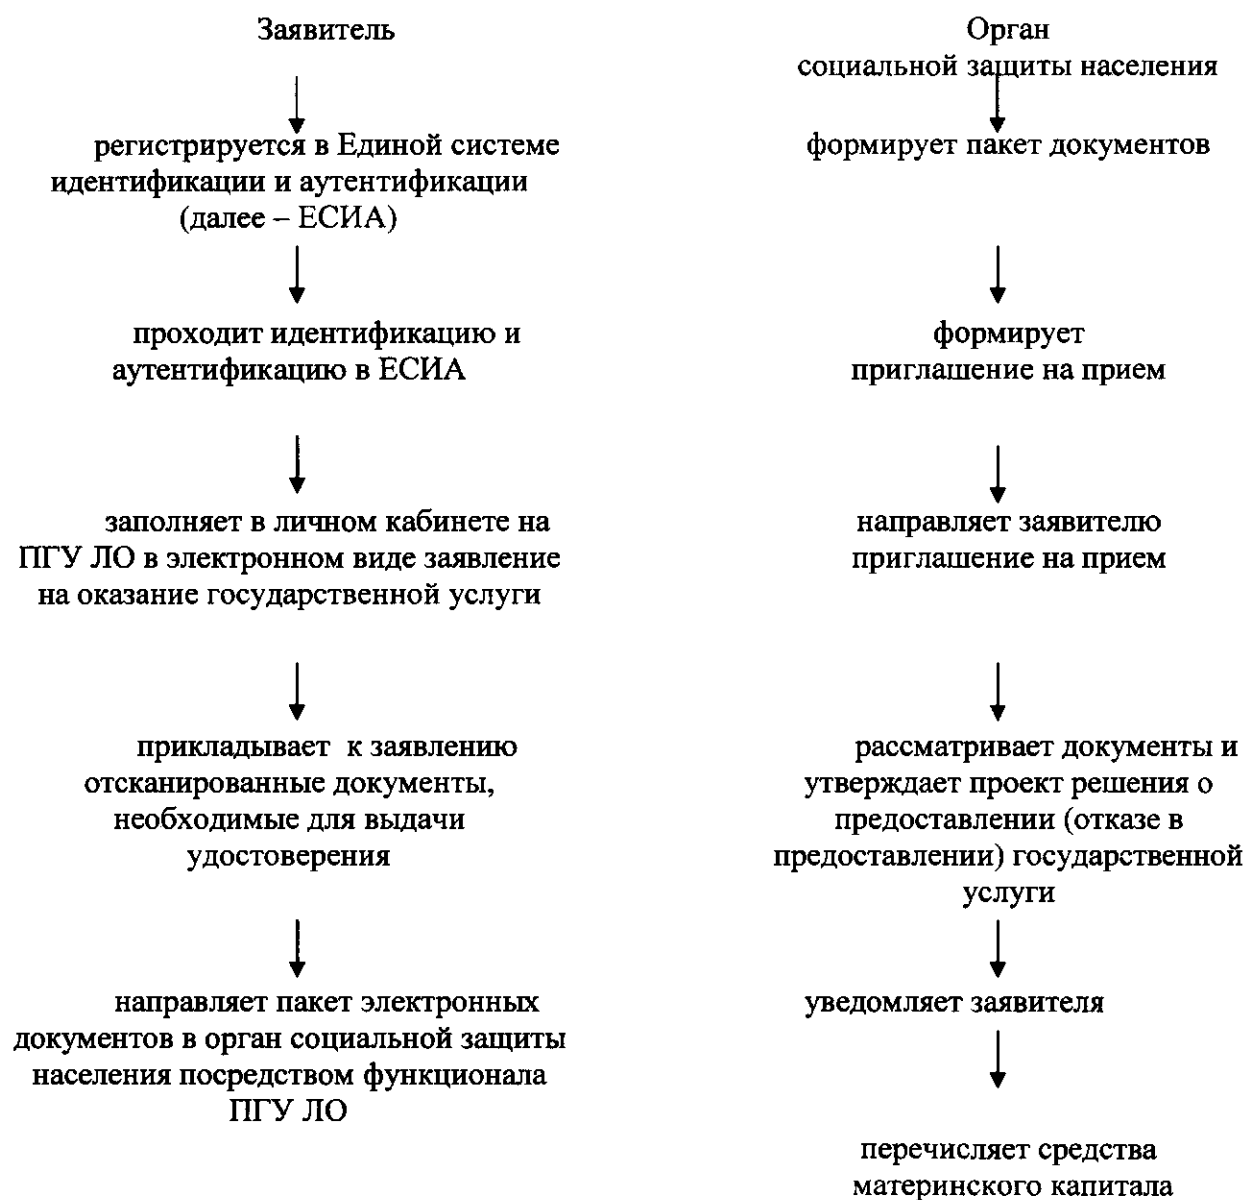 Заявитель
регистрируется в Единой системе
идентификации и аутентификации
(далее – ЕСИА)
проходит идентификацию и
аутентификацию в ЕСИА
заполняет в личном кабинете на
ПГУ ЛО в электронном виде заявление
на оказание государственной услуги
прикладывает к заявлению
отсканированные документы,
необходимые для выдачи
удостоверения
направляет пакет электронных
документов в орган социальной защиты
населения посредством функционала
ПГУ ЛО
Орган
социальной защиты населения
формирует пакет документов
формирует
приглашение на прием
направляет заявителю
приглашение на прием
рассматривает документы и
утверждает проект решения о
предоставлении (отказе в
предоставлении) государственной
услуги
уведомляет заявителя
перечисляет средства
материнского капитала